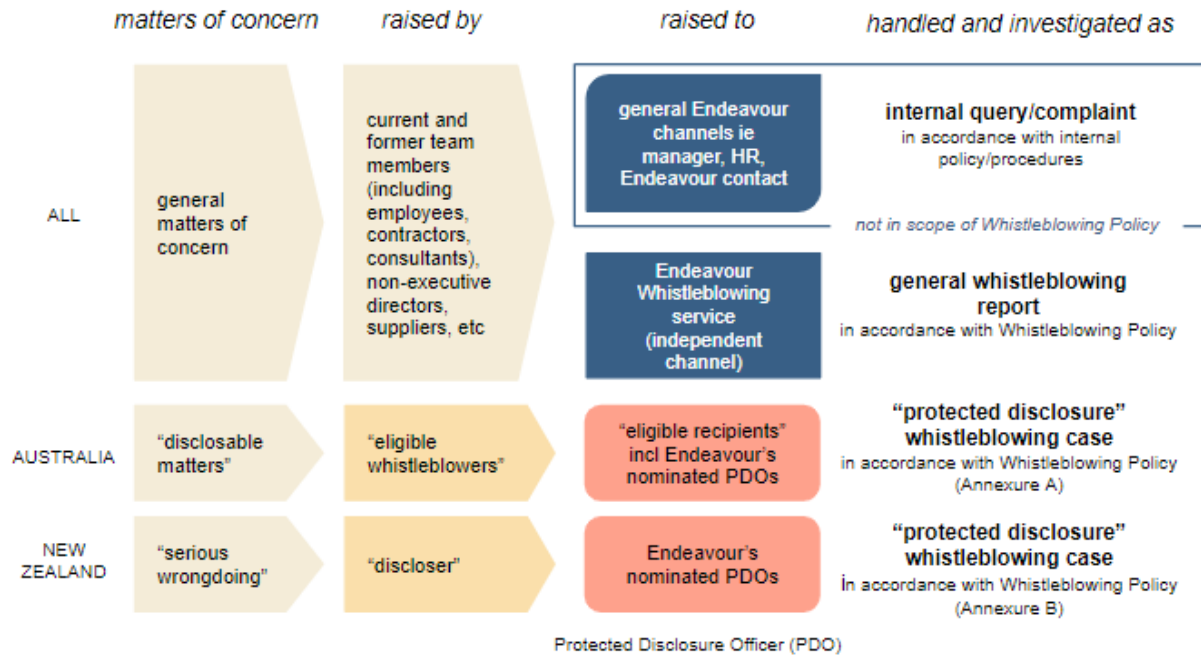 matters of concern
raised by
raised to
handled and investigated as
ALL
general
matters of
concern
current and
former team
members
(including
employees,
contractors,
consultants),
non-executive
directors,
suppliers, etc
general Endeavour
channels ie
manager, HR,
Endeavour contact
internal query/complaint
in accordance with internal
policy/procedures
not in scope of Whistleblowing Policy
Endeavour
Whistleblowing
service
(independent
channel)
general whistleblowing
report
in accordance with Whistleblowing Policy
AUSTRALIA
“disclosable
matters”
“eligible
whistleblowers”
“eligible recipients”
incl Endeavour’s
nominated PDOs
“protected disclosure”
whistleblowing case
in accordance with Whistleblowing Policy
(Annexure A)
NEW
ZEALAND
“serious
wrongdoing”
“discloser”
Endeavour’s
nominated PDOs
“protected disclosure”
whistleblowing case
in accordance with Whistleblowing Policy
(Annexure B)
Protected Disclosure Officer (PDO)